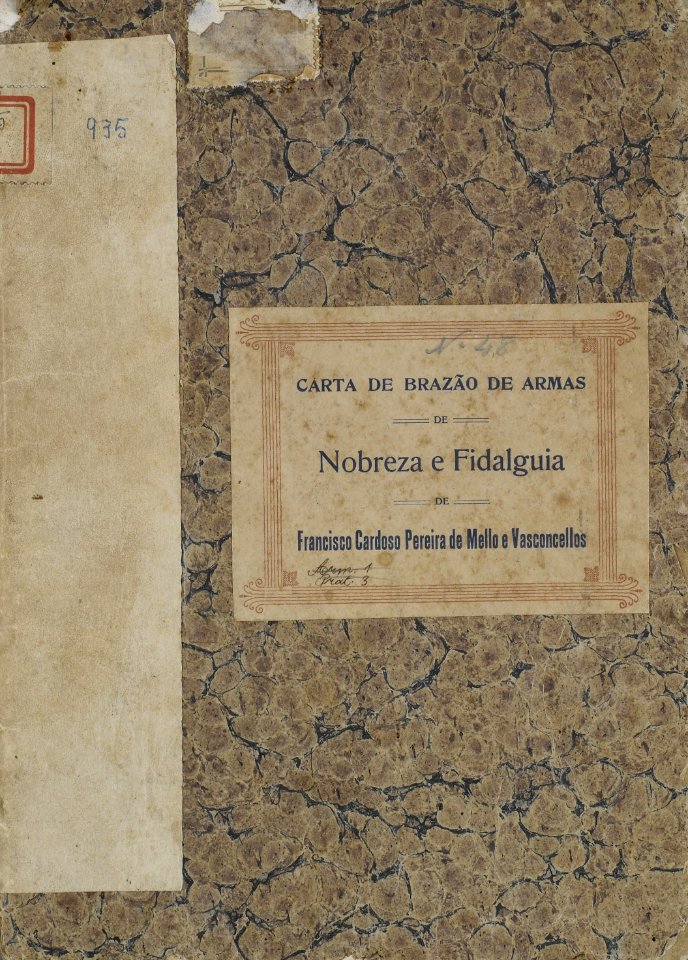 935
Nº 48
CARTA DE BRAZÃO DE ARMAS
DE
Nobreza e Fidalguia
DE
Francisco Cardoso Pereira de Mello e Vasconcellos
Arm. 1
Prat. 3